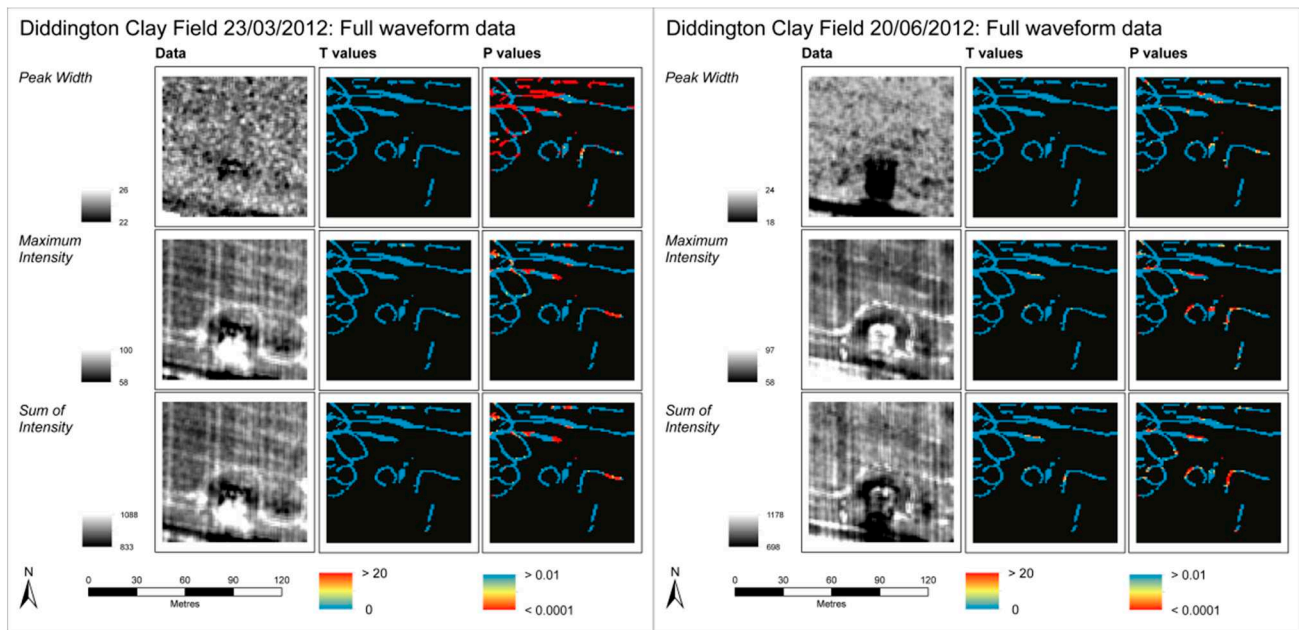 Diddington Clay Field 23/03/2012: Full waveform data
Data T values P values
Peak Width
26
22
Maximum
Intensity
100
58
Sum of
Intensity
1088
833
N
0 30 60 90 120
Metres
> 20
0
> 0.01
< 0.0001
Diddington Clay Field 20/06/2012: Full waveform data
Data T values P values
Peak Width
24
18
Maximum
Intensity
97
58
Sum of
Intensity
1178
698
N
0 30 60 90 120
Metres
> 20
0
> 0.01
< 0.0001